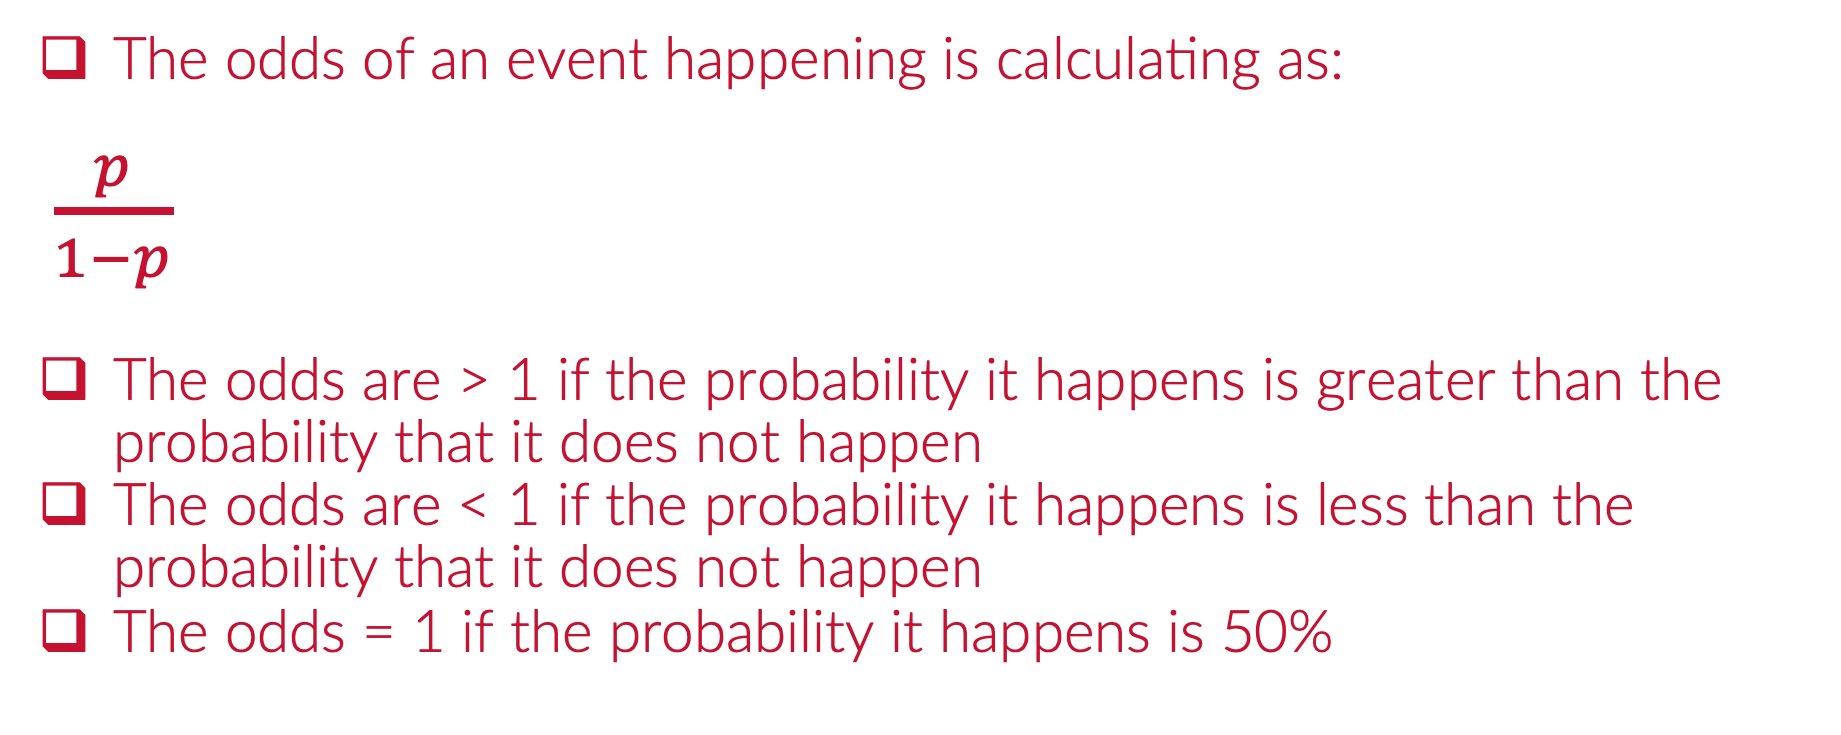 ❑ The odds of an event happening is calculating as:
p
1−p
❑ The odds are > 1 if the probability it happens is greater than the
probability that it does not happen
❑ The odds are < 1 if the probability it happens is less than the
probability that it does not happen
❑ The odds = 1 if the probability it happens is 50%